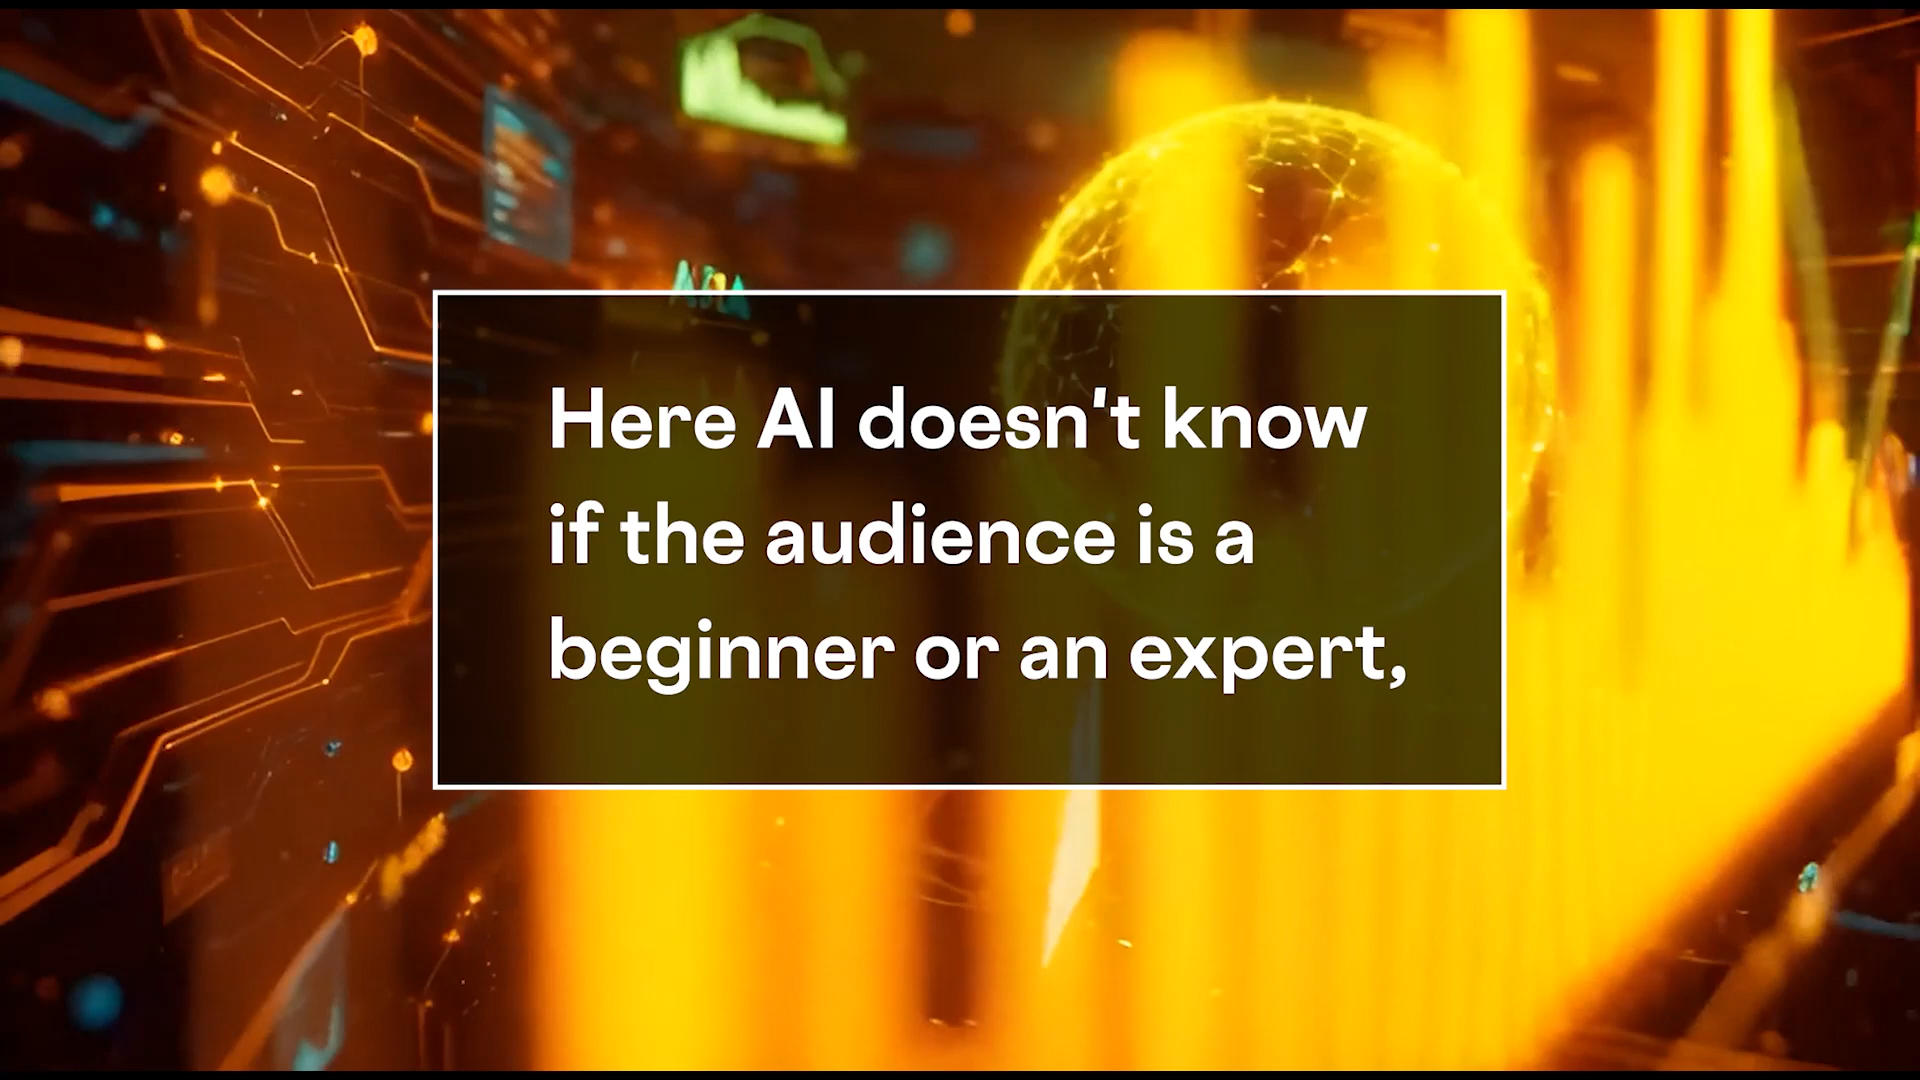 Here AI doesn't know
if the audience is a
beginner or an expert,